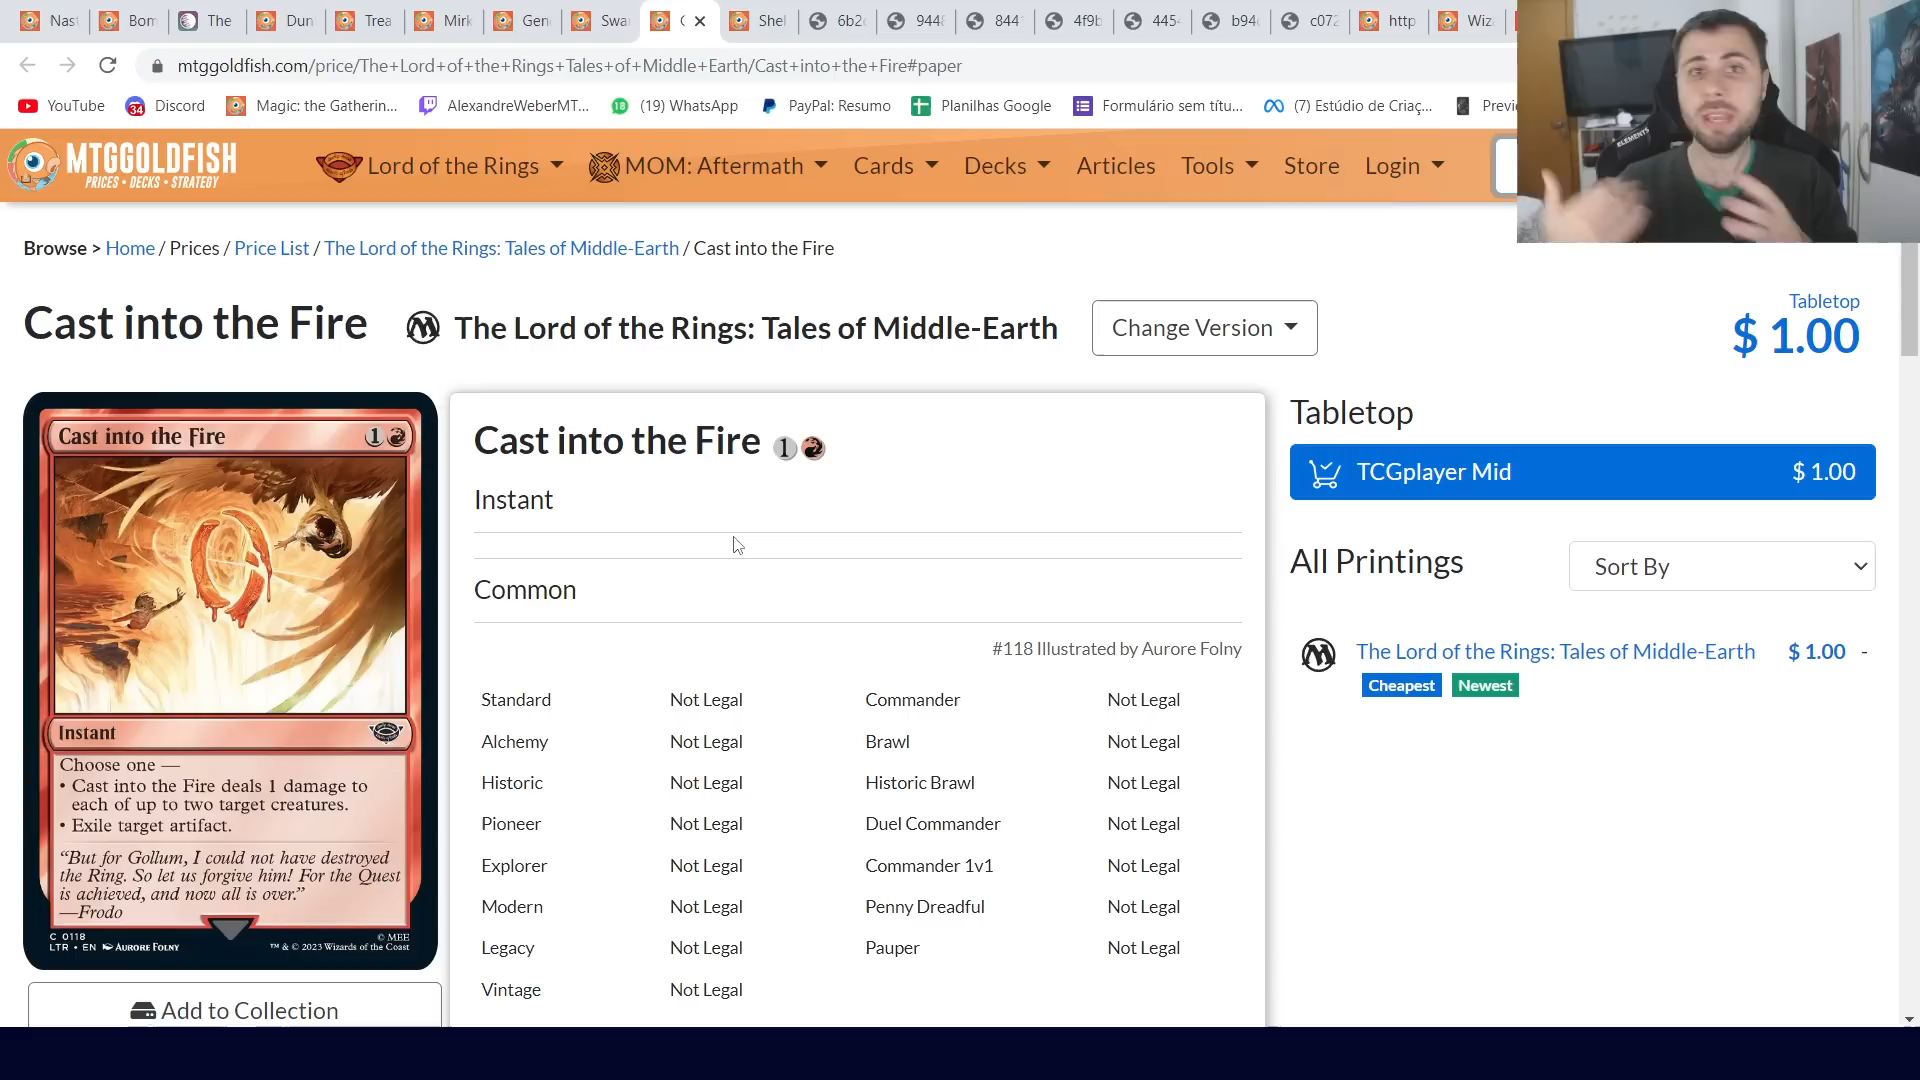 Nast
Bom
The
Dun
Trea
Mirk
Gen
Swa
Shel
6b2c
9448
844
4f9b
445
b94
c072
http
Wiz
mtggoldfish.com/price/The+Lord+of+the+Rings+Tales+of+Middle+Earth/Cast+into+the+Fire#paper
YouTube
34
Discord
Magic: the Gatherin...
AlexandreWeberMT...
18
(19) WhatsApp
PayPal: Resumo
Planilhas Google
Formulário sem títu...
(7) Estúdio de Criaç...
Previ
MTGGOLDFISH
PRICES • DECKS • STRATEGY
Lord of the Rings
MOM: Aftermath
Cards
Decks
Articles
Tools
Store
Login
ELEMENTS
Browse > Home / Prices / Price List / The Lord of the Rings: Tales of Middle-Earth / Cast into the Fire
Cast into the Fire
The Lord of the Rings: Tales of Middle-Earth
Change Version
Tabletop
$ 1.00
Cast into the Fire 1
Instant
Choose one —
• Cast into the Fire deals 1 damage to
each of up to two target creatures.
• Exile target artifact.
“But for Gollum, I could not have destroyed
the Ring. So let us forgive him! For the Quest
is achieved, and now all is over.”
—Frodo
C 0118
LTR • EN AURORE FOLNY
© MEE
™ & © 2023 Wizards of the Coast
Add to Collection
Cast into the Fire 1
Instant
Common
#118 Illustrated by Aurore Folny
Standard Not Legal Commander Not Legal
Alchemy Not Legal Brawl Not Legal
Historic Not Legal Historic Brawl Not Legal
Pioneer Not Legal Duel Commander Not Legal
Explorer Not Legal Commander 1v1 Not Legal
Modern Not Legal Penny Dreadful Not Legal
Legacy Not Legal Pauper Not Legal
Vintage Not Legal
Tabletop
TCGplayer Mid $ 1.00
All Printings
Sort By
The Lord of the Rings: Tales of Middle-Earth $ 1.00 -
Cheapest Newest